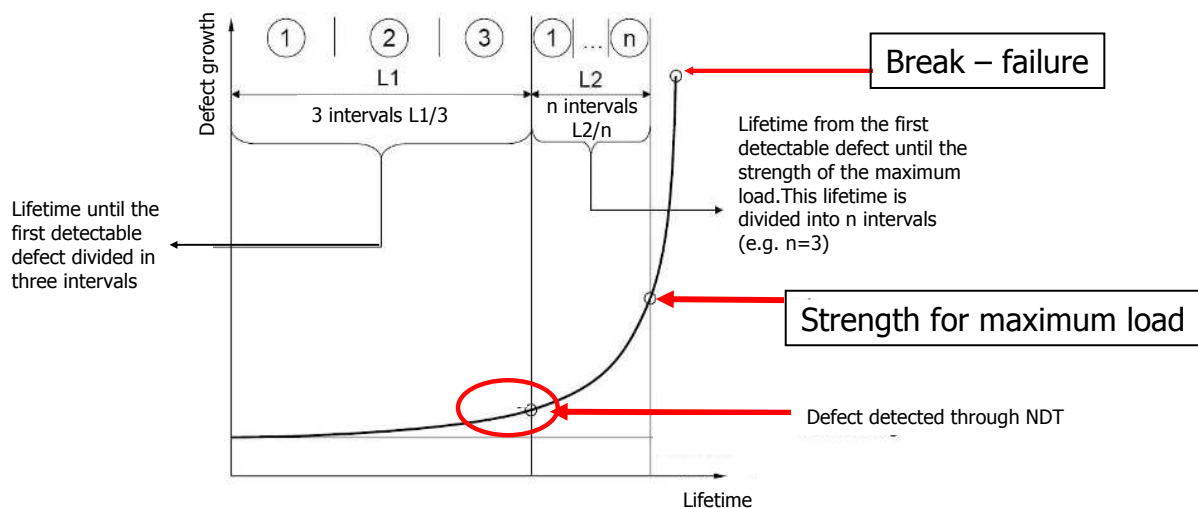 1 2 3 1 ... n
L1 L2
3 intervals L1/3
n intervals
L2/n
Defect growth
Break – failure
Lifetime from the first
detectable defect until the
strength of the maximum
load.This lifetime is
divided into n intervals
(e.g. n=3)
Lifetime until the
first detectable
defect divided in
three intervals
Strength for maximum load
Defect detected through NDT
Lifetime